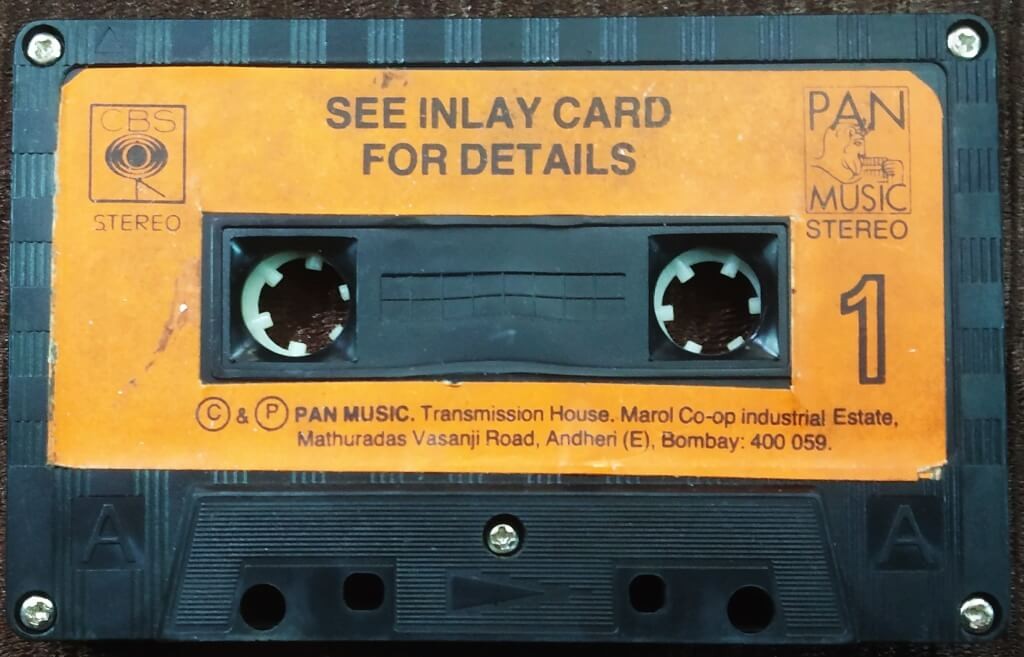 CBS
STEREO
SEE INLAY CARD
FOR DETAILS
PAN
MUSIC
STEREO
1
© & ℗ PAN MUSIC. Transmission House. Marol Co-op industrial Estate,
Mathuradas Vasanji Road, Andheri (E), Bombay: 400 059.
A
A